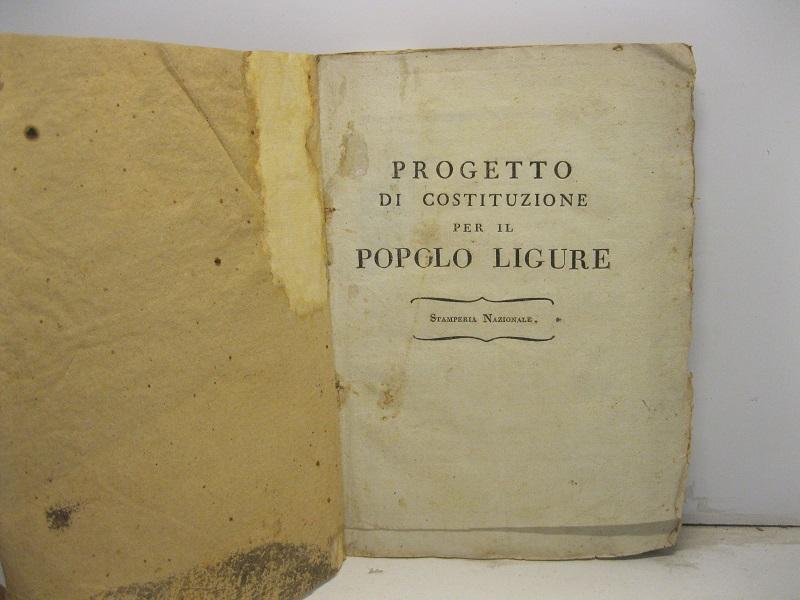 PROGETTO
DI COSTITUZIONE
PER IL
POPOLO LIGURE
STAMPERIA NAZIONALE.